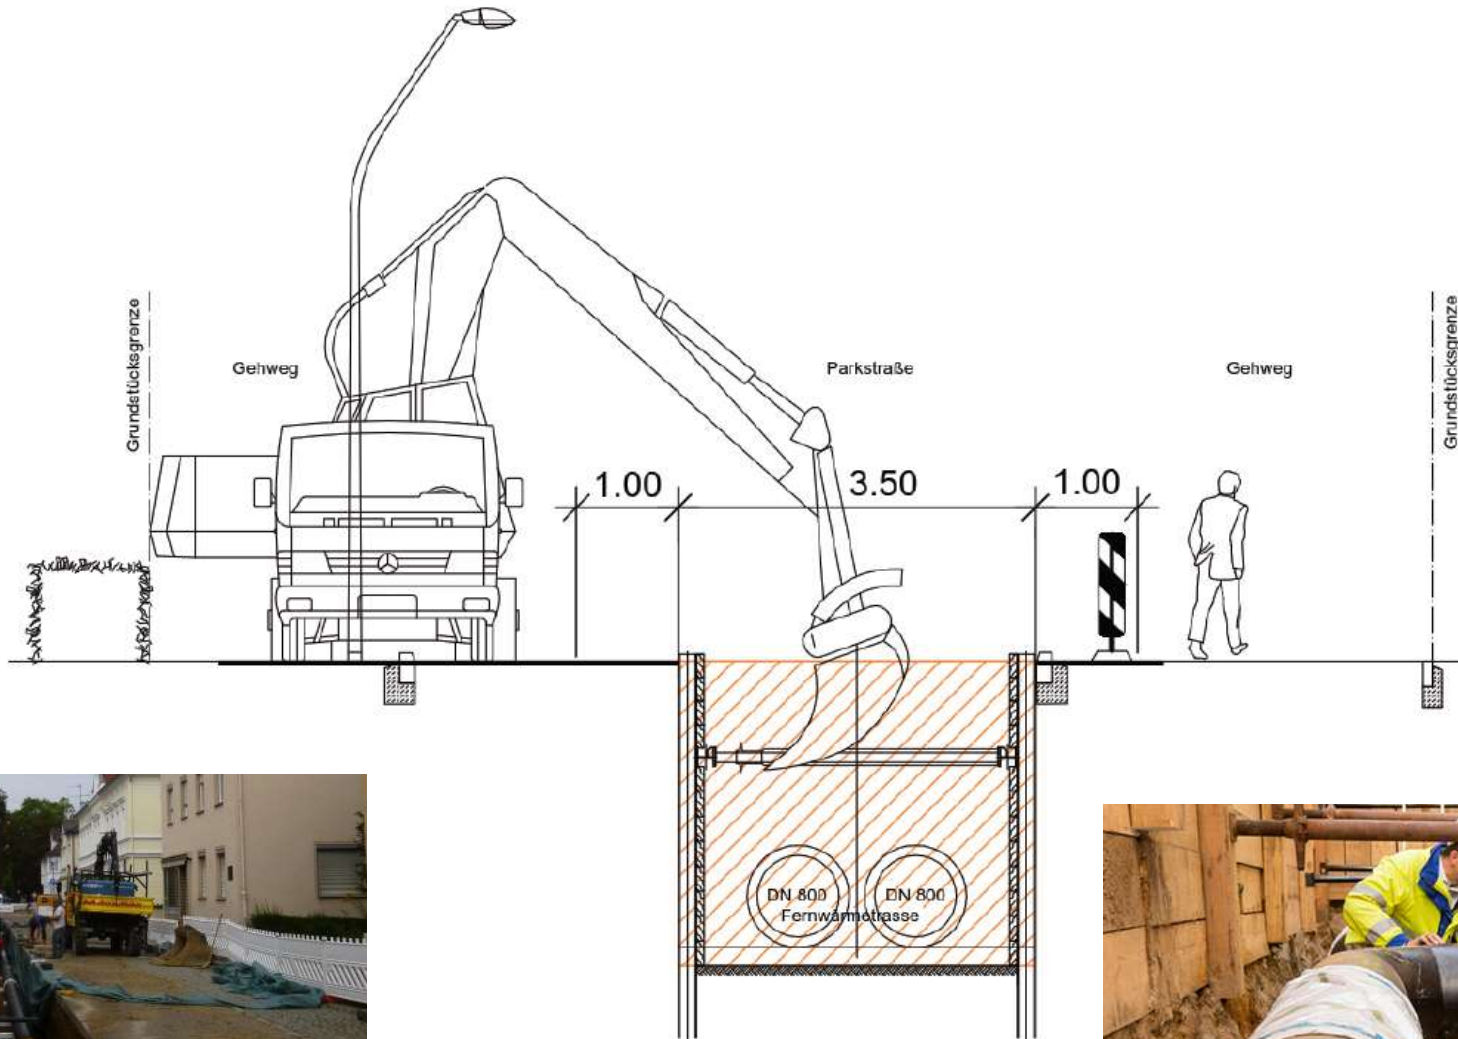 Grundstücksgrenze
Gehweg
Parkstraße
Gehweg
Grundstücksgrenze
1.00
3.50
1.00
DN 800
DN 800
Fernwärmetrasse